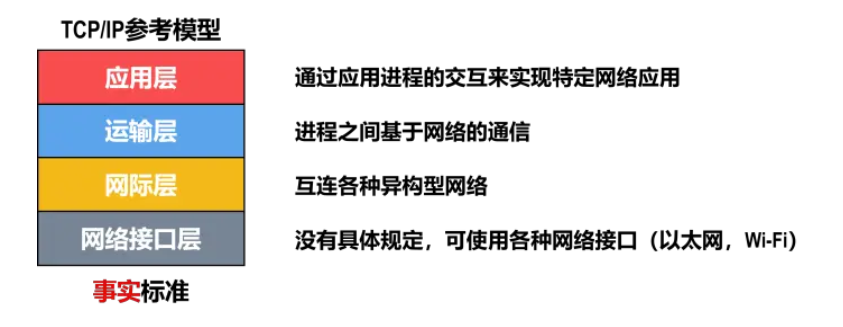 TCP/IP参考模型
应用层 通过应用进程的交互来实现特定网络应用
运输层 进程之间基于网络的通信
网际层 互连各种异构型网络
网络接口层 没有具体规定，可使用各种网络接口（以太网，Wi-Fi）
事实标准